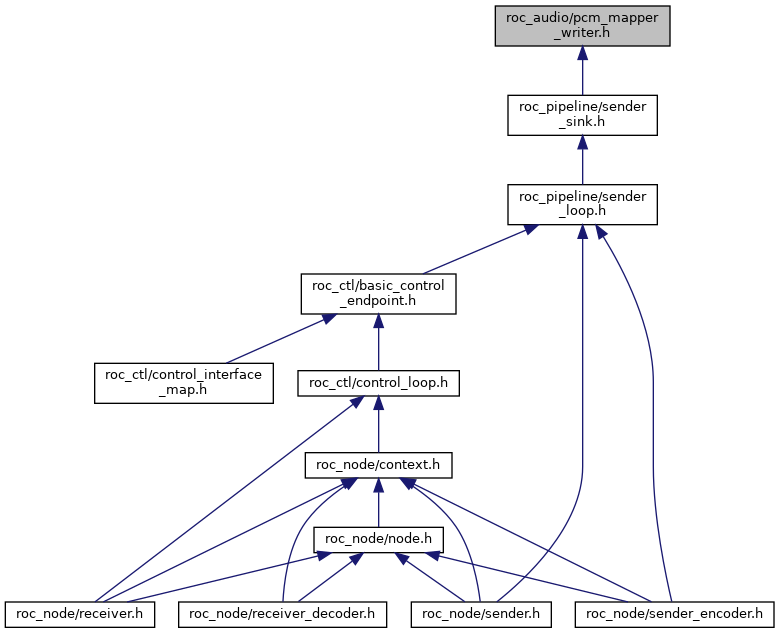 roc_audio/pcm_mapper
_writer.h
roc_pipeline/sender
_sink.h
roc_pipeline/sender
_loop.h
roc_ctl/basic_control
_endpoint.h
roc_ctl/control_interface
_map.h
roc_ctl/control_loop.h
roc_node/context.h
roc_node/node.h
roc_node/receiver.h
roc_node/receiver_decoder.h
roc_node/sender.h
roc_node/sender_encoder.h